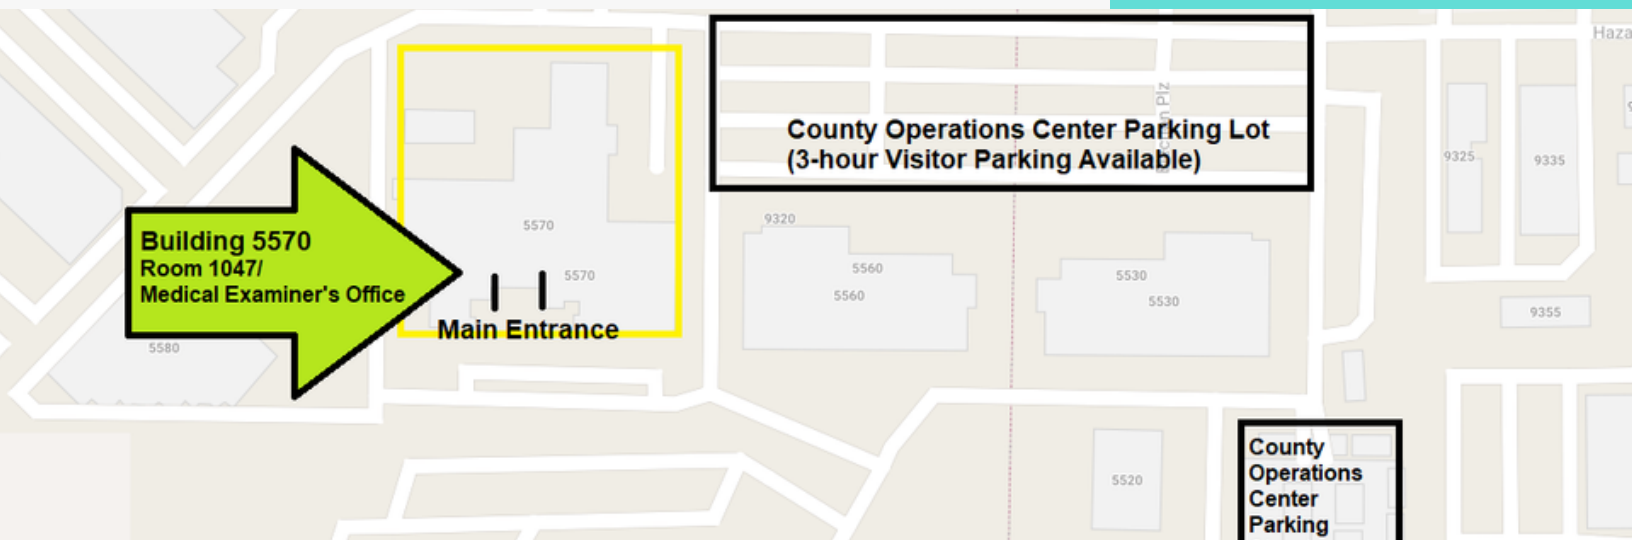 Haza
County Operations Center Parking Lot
(3-hour Visitor Parking Available)
9325
9335
9320
5570
5570
Building 5570
Room 1047/
Medical Examiner's Office
5560
5560
5530
5530
9355
Main Entrance
5580
County
Operations
Center
Parking
5520